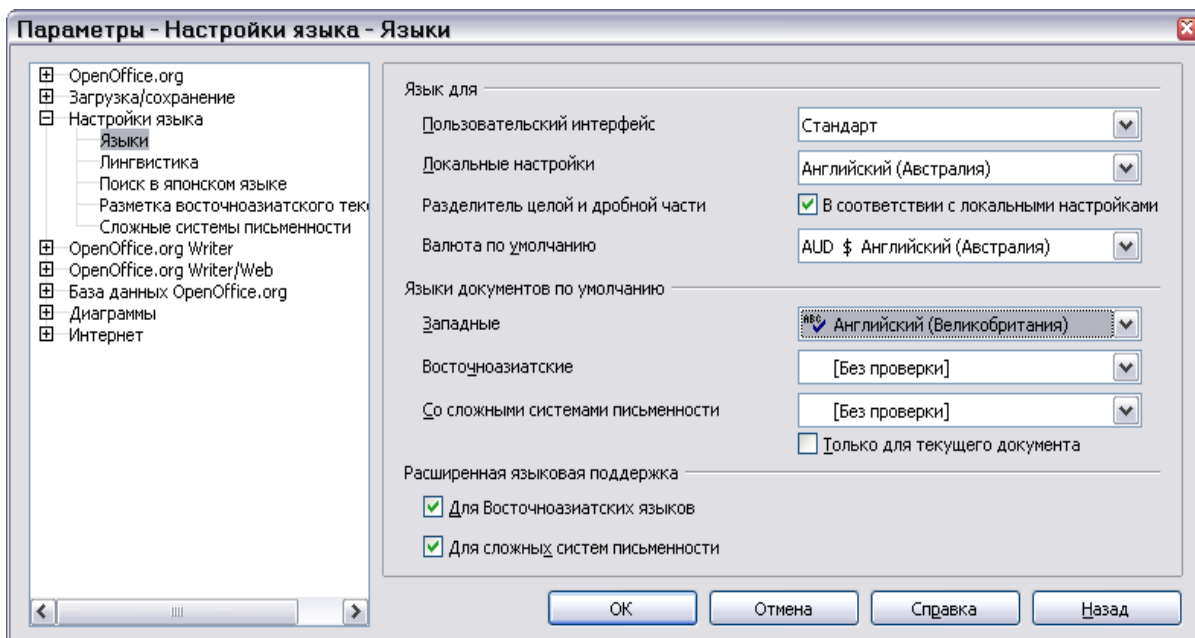 Параметры - Настройки языка - Языки
OpenOffice.org
Загрузка/сохранение
Настройки языка
Языки
Лингвистика
Поиск в японском языке
Разметка восточноазиатского тек
Сложные системы письменности
OpenOffice.org Writer
OpenOffice.org Writer/Web
База данных OpenOffice.org
Диаграммы
Интернет
Язык для
Пользовательский интерфейс
Стандарт
Локальные настройки
Английский (Австралия)
Разделитель целой и дробной части
В соответствии с локальными настройками
Валюта по умолчанию
AUD $ Английский (Австралия)
Языки документов по умолчанию
Западные
ABC Английский (Великобритания)
Восточноазиатские
[Без проверки]
Со сложными системами письменности
[Без проверки]
Только для текущего документа
Расширенная языковая поддержка
Для Восточноазиатских языков
Для сложных систем письменности
ОК
Отмена
Справка
Назад